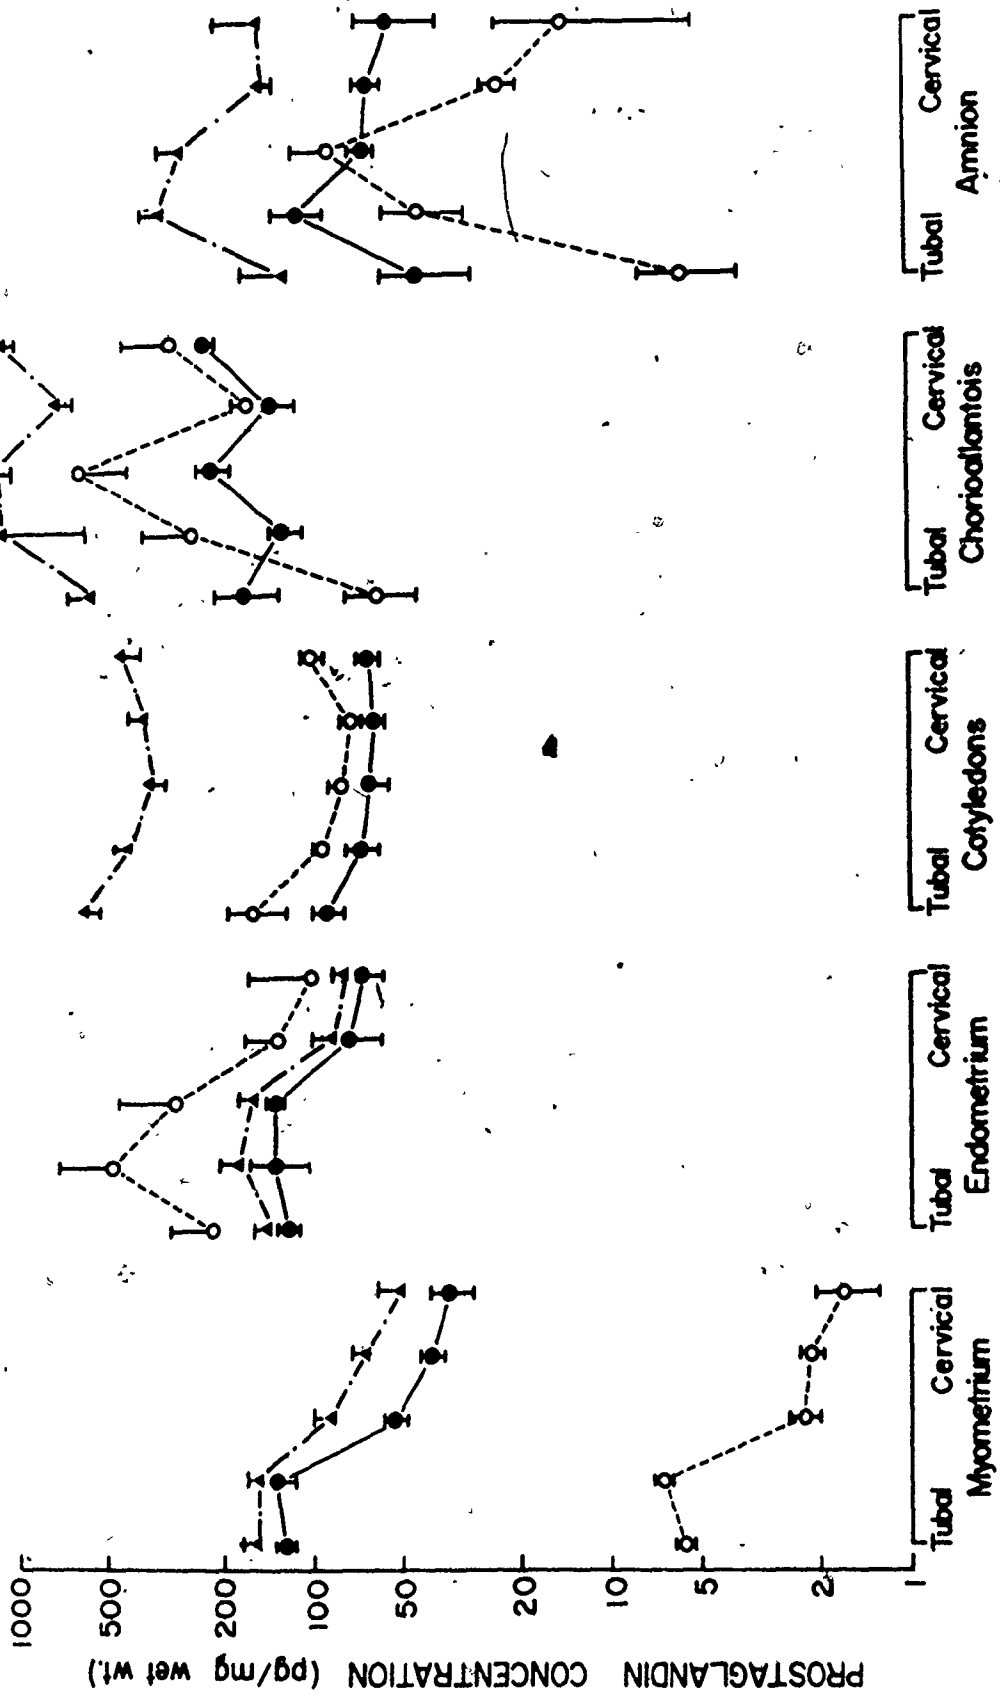 PROSTAGLANDIN CONCENTRATION (pg/mg wet wt.)
1000
500
200
100
50
20
10
5
2
1
Tubal Cervical
Myometrium
Tubal Cervical
Endometrium
Tubal Cervical
Cotyledons
Tubal Cervical
Chorioallantois
Tubal Cervical
Amnion